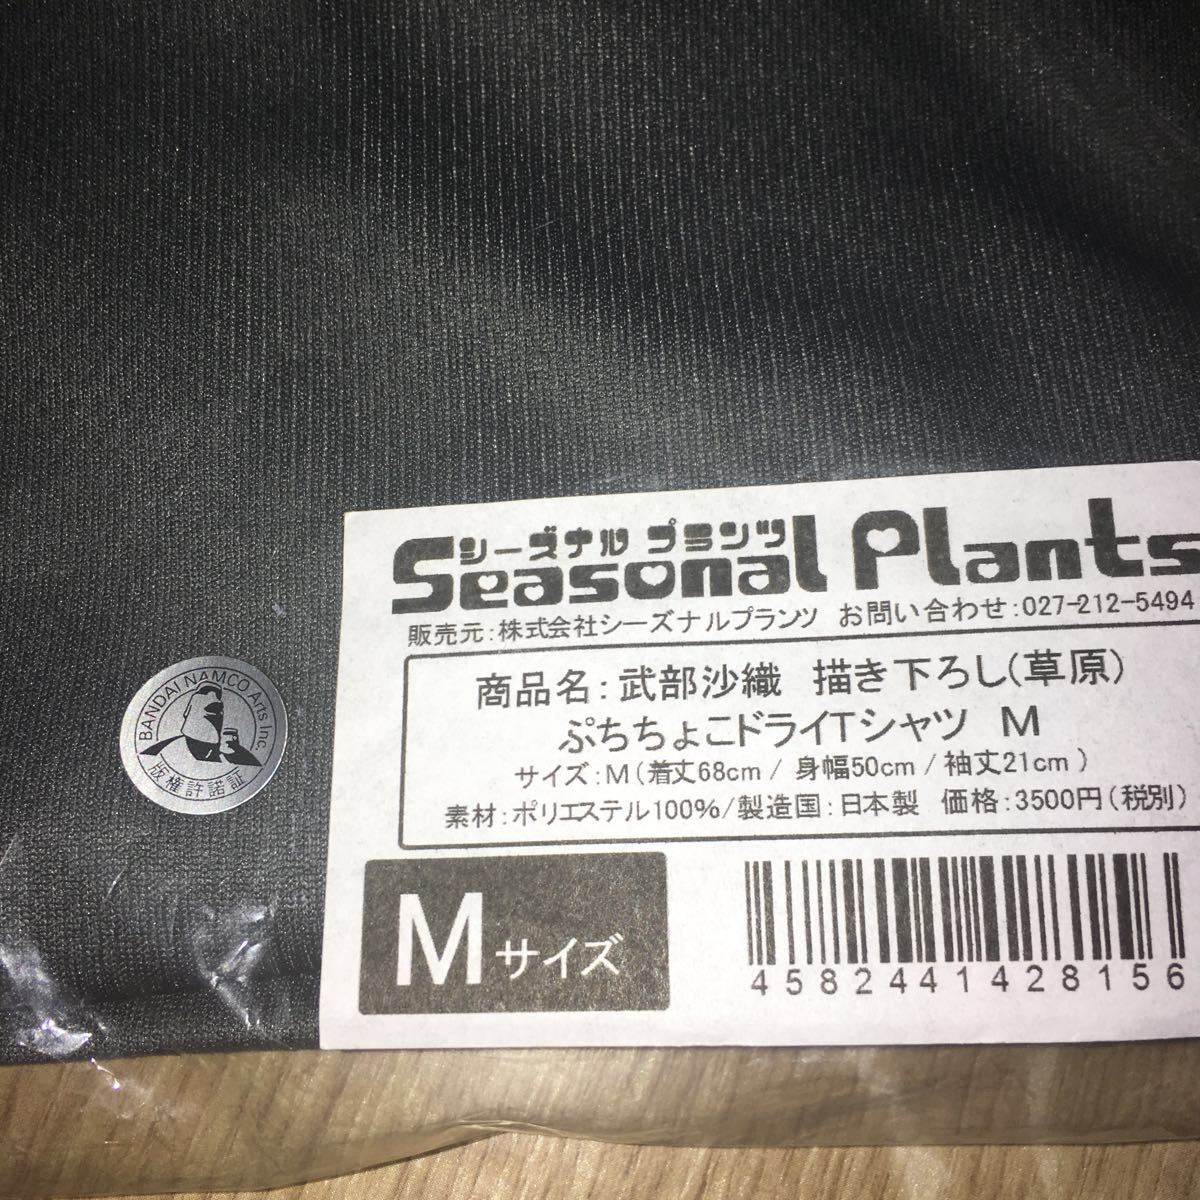 シーズナル プランツ
Seasonal Plants
販売元:株式会社シーズナルプランツ お問い合わせ:027-212-5494
商品名:武部沙織 描き下ろし(草原)
ぷちちょこドライTシャツ M
サイズ:M(着丈68cm / 身幅50cm / 袖丈21cm)
素材:ポリエステル100%/製造国:日本製 価格:3500円(税別)
Mサイズ
4582441428156
BANDAI NAMCO Arts Inc.
版権許諾証